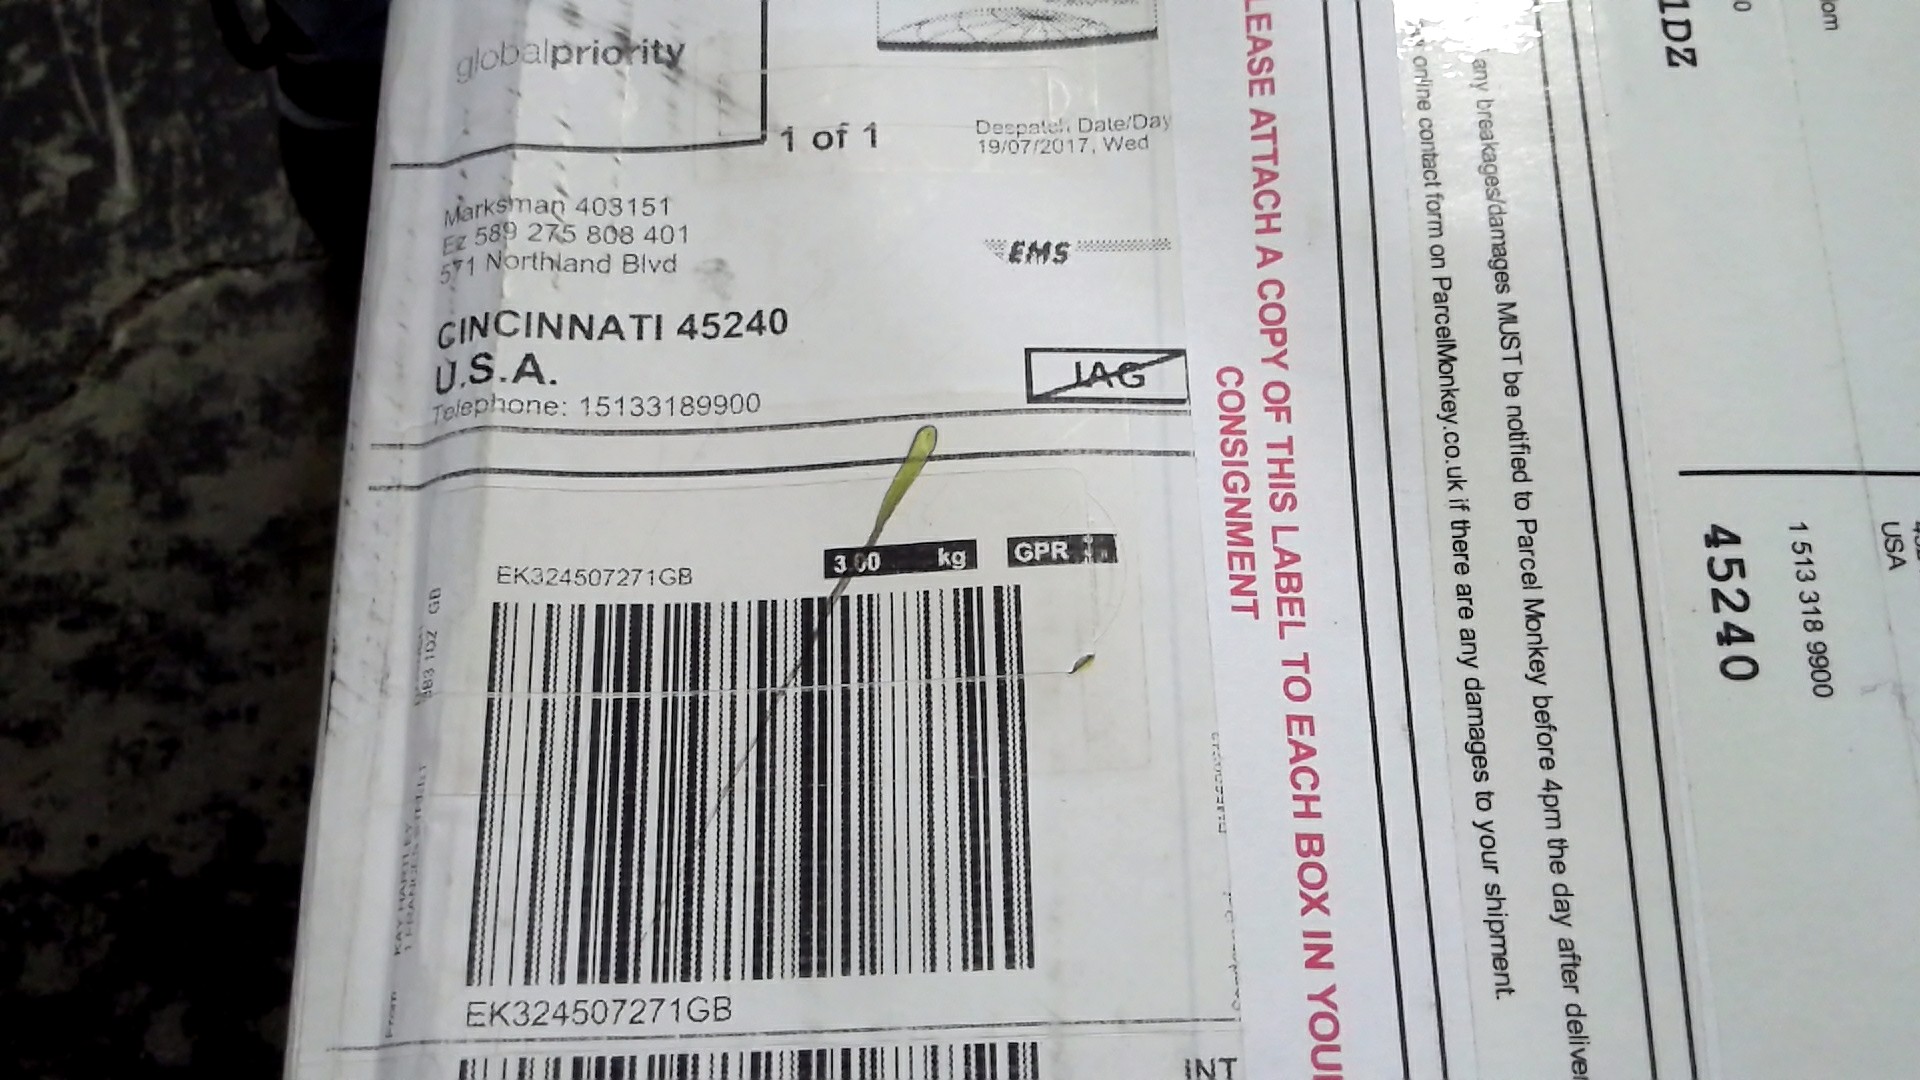 globalpriority
1 of 1
Despatch Date/Day
19/07/2017, Wed
Marksman 403151
Ez 589 275 808 401
571 Northland Blvd
EMS
CINCINNATI 45240
U.S.A.
IAG
Telephone: 15133189900
EK324507271GB
3.00 kg
GPR
EK324507271GB
LEASE ATTACH A COPY OF THIS LABEL TO EACH BOX IN YOU
CONSIGNMENT
any breakages/damages MUST be notified to Parcel Monkey before 4pm the day after deliver
online contact form on ParcelMonkey.co.uk if there are any damages to your shipment.
1DZ
45240
1 513 318 9900
USA